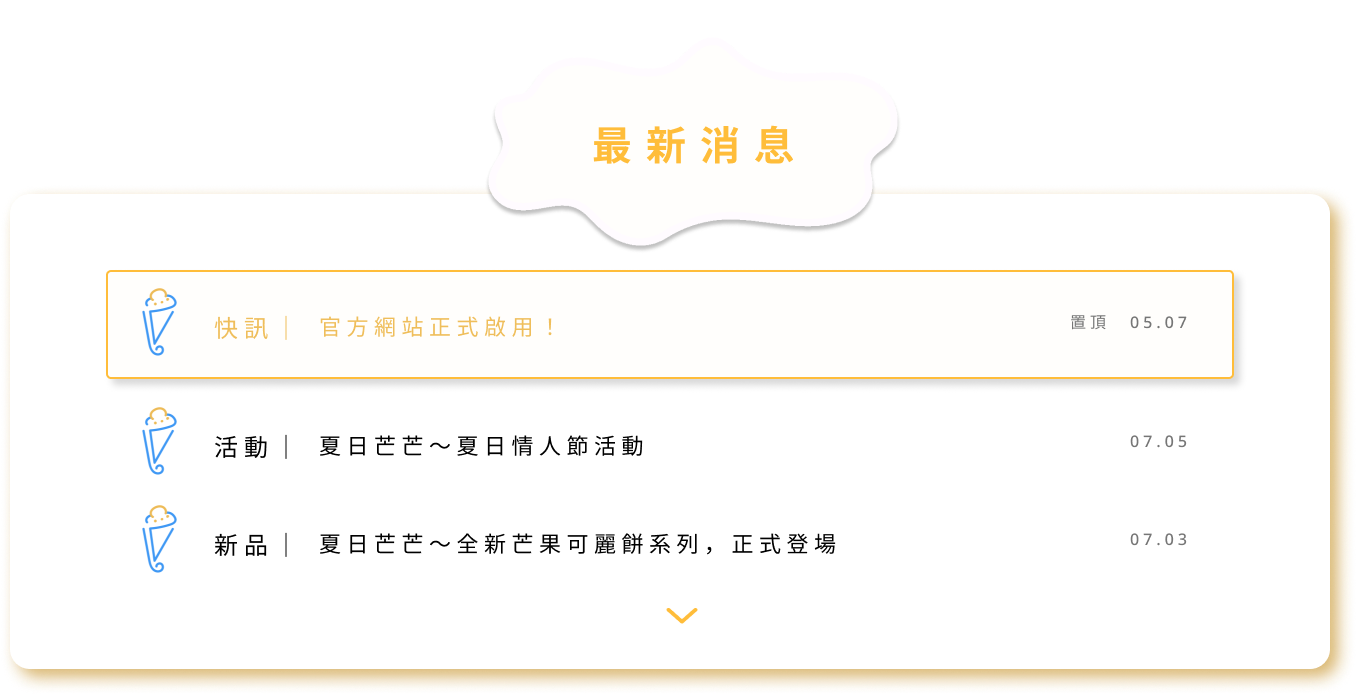 最新消息
快訊｜ 官方網站正式啟用！ 置頂 05.07
活動｜ 夏日芒芒～夏日情人節活動 07.05
新品｜ 夏日芒芒～全新芒果可麗餅系列，正式登場 07.03